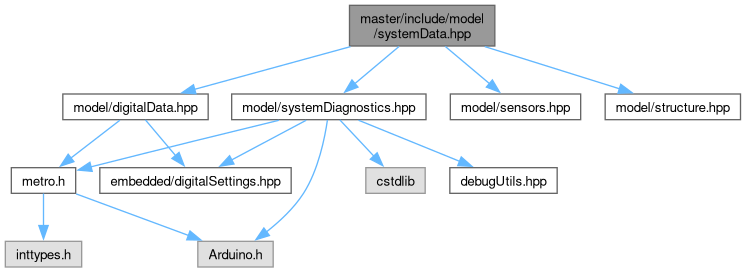 master/include/model
/systemData.hpp
model/digitalData.hpp
model/systemDiagnostics.hpp
model/sensors.hpp
model/structure.hpp
metro.h
embedded/digitalSettings.hpp
cstdlib
debugUtils.hpp
inttypes.h
Arduino.h